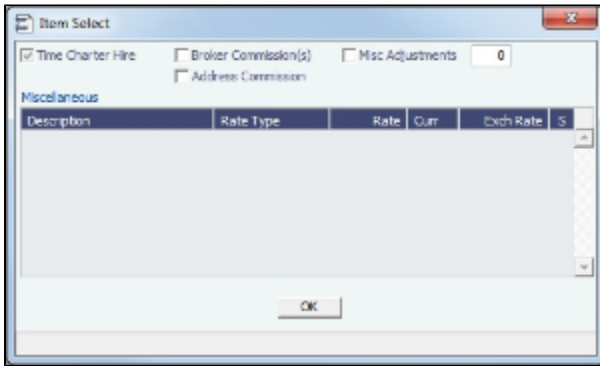 Item Select
Time Charter Hire Broker Commission(s) Misc Adjustments 0
Address Commission
Miscellaneous
Description Rate Type Rate Curr Exch Rate S
OK